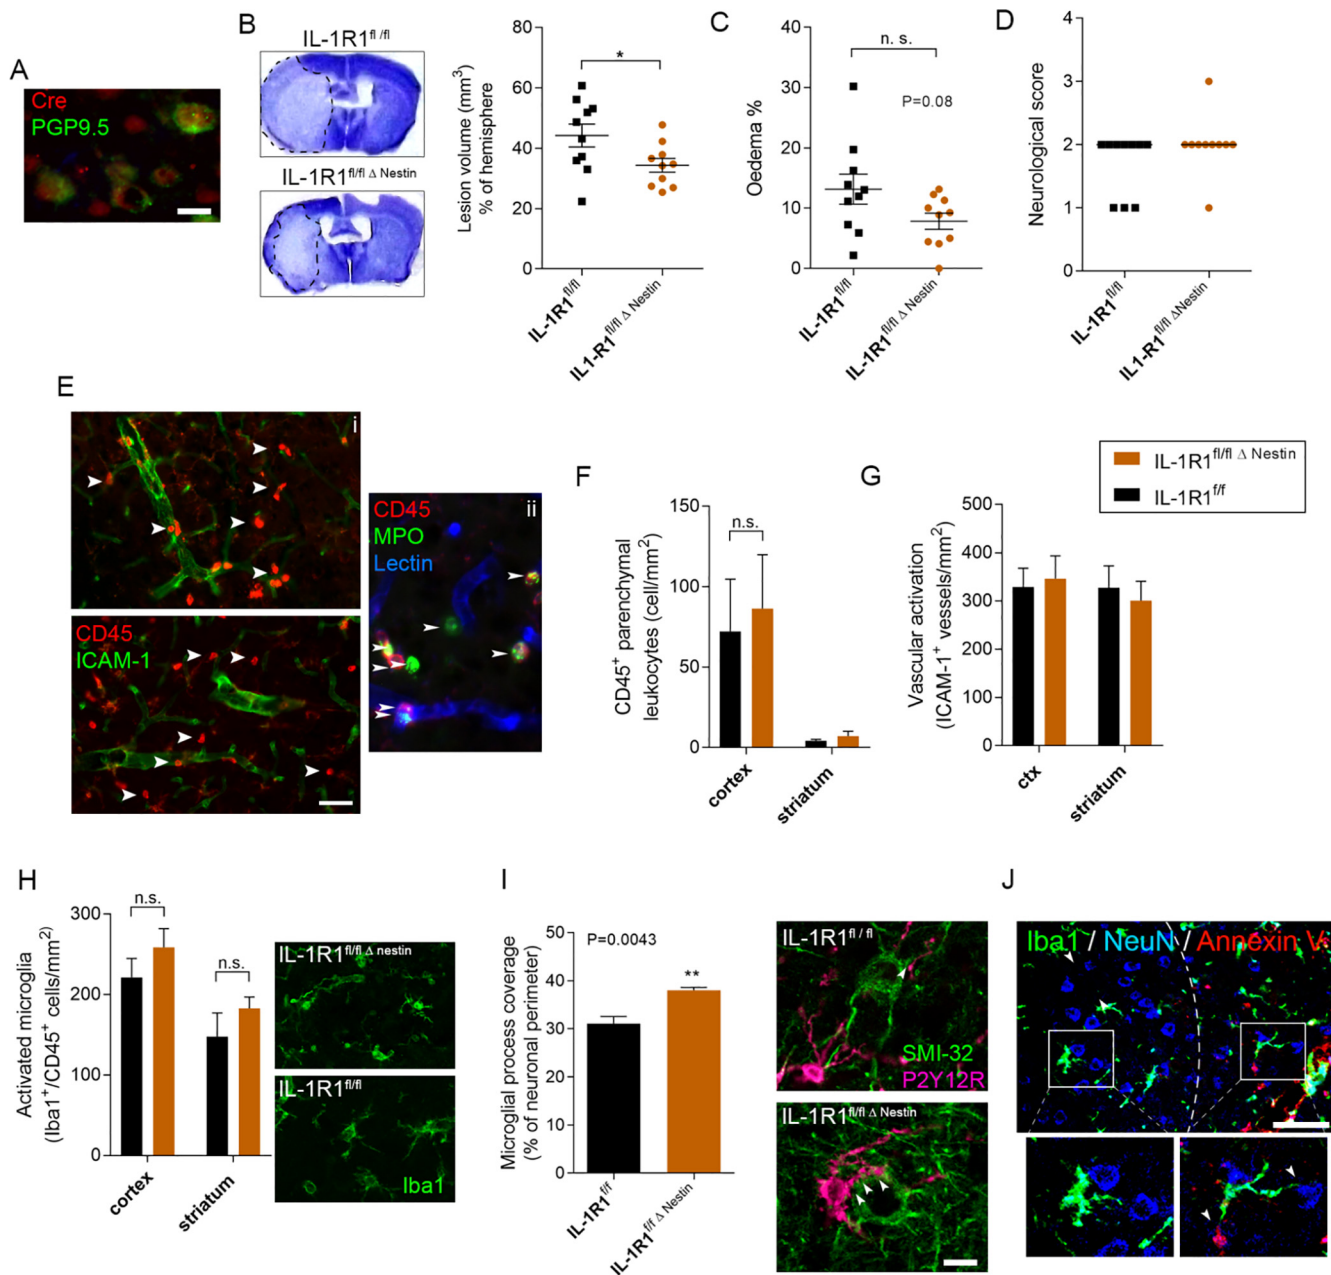 A
Cre
PGP9.5
B
IL-1R1fl /fl
IL-1R1fl/fl Δ Nestin
Lesion volume (mm3)
% of hemisphere
80
60
40
20
0
*
IL-1R1fl/fl
IL1-R1fl/fl Δ Nestin
C
Oedema %
40
30
20
10
0
n. s.
P=0.08
IL-1R1fl/fl
IL-1R1fl/fl Δ Nestin
D
Neurological score
4
3
2
1
0
IL-1R1fl/fl
IL1-R1fl/fl ΔNestin
E
i
CD45
ICAM-1
ii
CD45
MPO
Lectin
F
CD45+ parenchymal
leukocytes (cell/mm2)
150
100
50
0
n.s.
cortex
striatum
G
IL-1R1fl/fl Δ Nestin
IL-1R1f/f
Vascular activation
(ICAM-1+ vessels/mm2)
500
400
300
200
100
0
ctx
striatum
H
Activated microglia
(Iba1+/CD45+ cells/mm2)
300
200
100
0
n.s.
n.s.
cortex
striatum
IL-1R1fl/fl Δ nestin
IL-1R1fl/fl
Iba1
I
Microglial process coverage
(% of neuronal perimeter)
50
40
30
20
10
0
P=0.0043
**
IL-1R1f/f
IL-1R1f/f Δ Nestin
IL-1R1fl / fl
SMI-32
P2Y12R
IL-1R1fl/fl Δ Nestin
J
Iba1 / NeuN / Annexin V